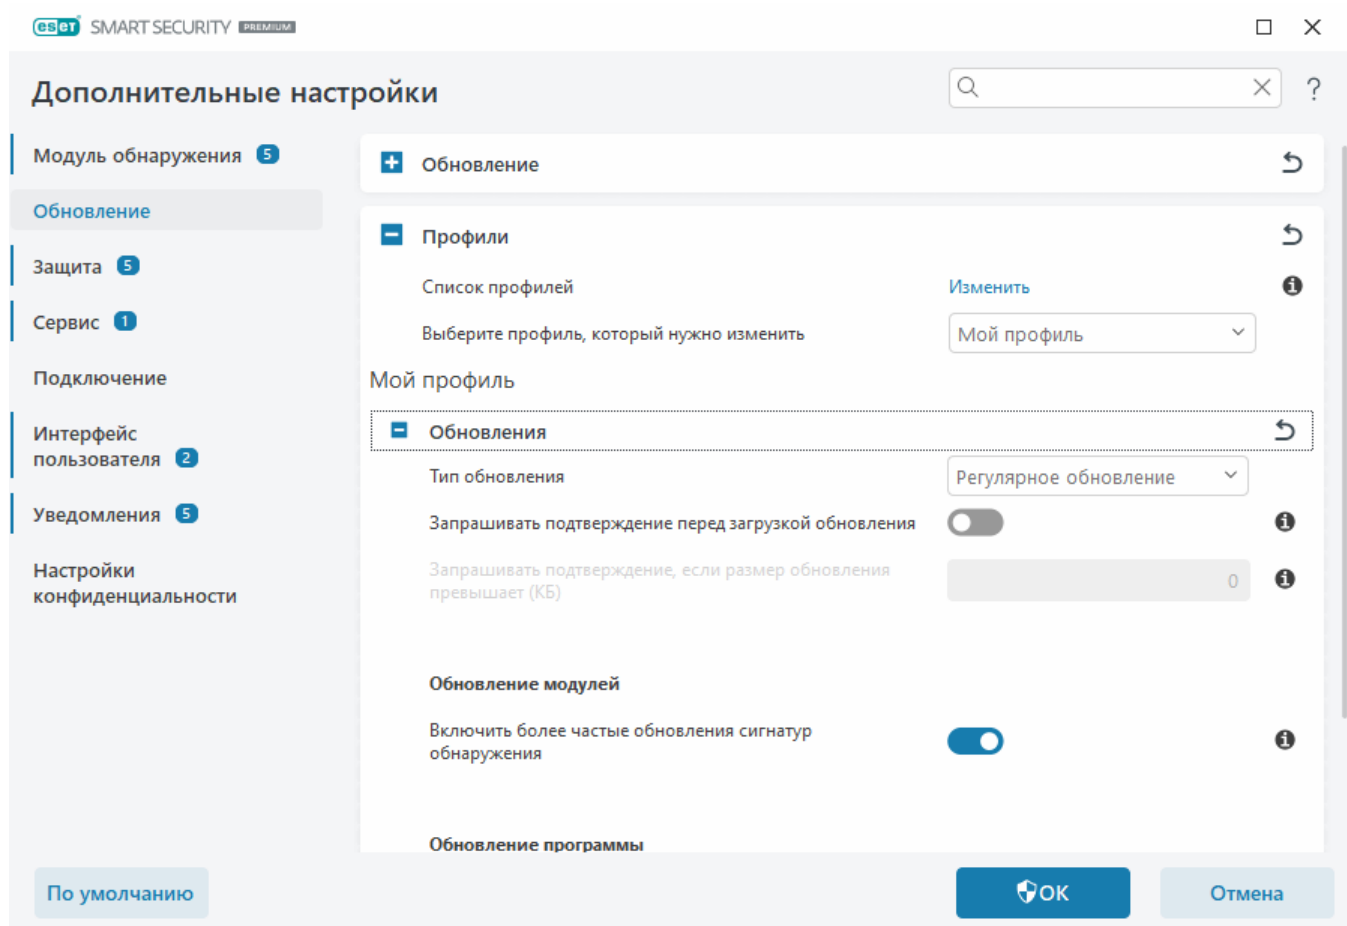 eset SMART SECURITY PREMIUM
Дополнительные настройки
?
Модуль обнаружения 5
Обновление
Защита 5
Сервис 1
Подключение
Интерфейс
пользователя 2
Уведомления 5
Настройки
конфиденциальности
Обновление
Профили
Список профилей
Изменить
Выберите профиль, который нужно изменить
Мой профиль
Мой профиль
Обновления
Тип обновления
Регулярное обновление
Запрашивать подтверждение перед загрузкой обновления
Запрашивать подтверждение, если размер обновления
превышает (КБ)
0
Обновление модулей
Включить более частые обновления сигнатур
обнаружения
Обновление программы
По умолчанию
ОК
Отмена